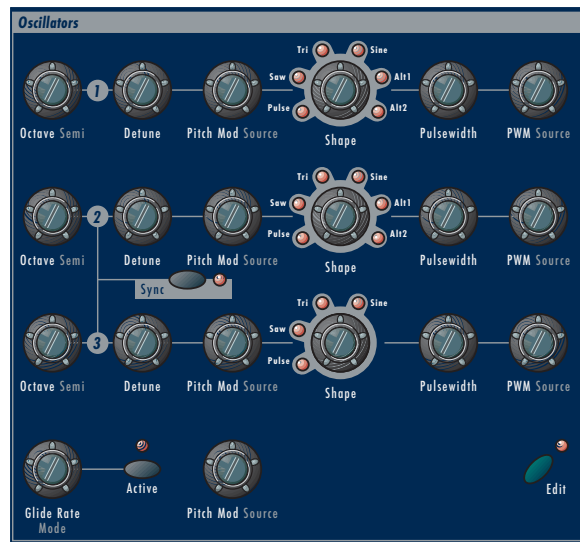 Oscillators
Tri Sine
Saw Alt1
1
Pulse Alt2
Octave Semi Detune Pitch Mod Source Shape Pulsewidth PWM Source
Tri Sine
Saw Alt1
2
Pulse Alt2
Octave Semi Detune Pitch Mod Source Shape Pulsewidth PWM Source
Sync
Tri Sine
Saw
3
Pulse
Octave Semi Detune Pitch Mod Source Shape Pulsewidth PWM Source
Active Edit
Glide Rate Pitch Mod Source
Mode